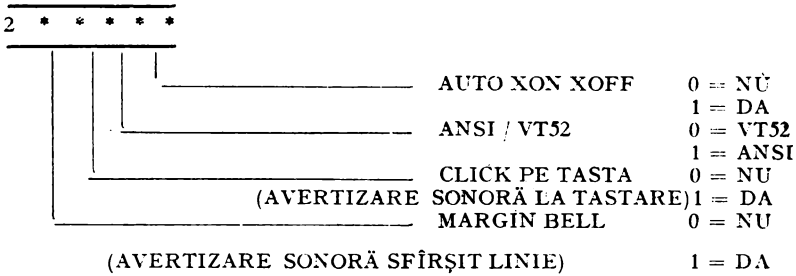 2 * * * * *
AUTO XON XOFF 0 = NU
1 = DA
ANSI / VT52 0 = VT52
1 = ANSI
CLICK PE TASTA 0 = NU
(AVERTIZARE SONORĂ LA TASTARE) 1 = DA
MARGIN BELL 0 = NU
(AVERTIZARE SONORĂ SFÎRȘIT LINIE) 1 = DA